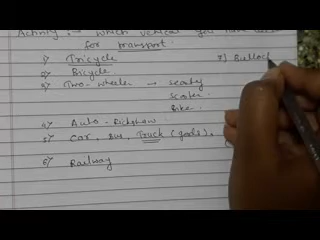 Activity :- which vertical you have used
for transport.
1) Tricycle
2) Bicycle
3) Two-wheeler → scooty
scooter
Bike.
4) Auto-Rickshaw
5) Car, Bus, Truck (goods),
6) Railway
7) Bullock